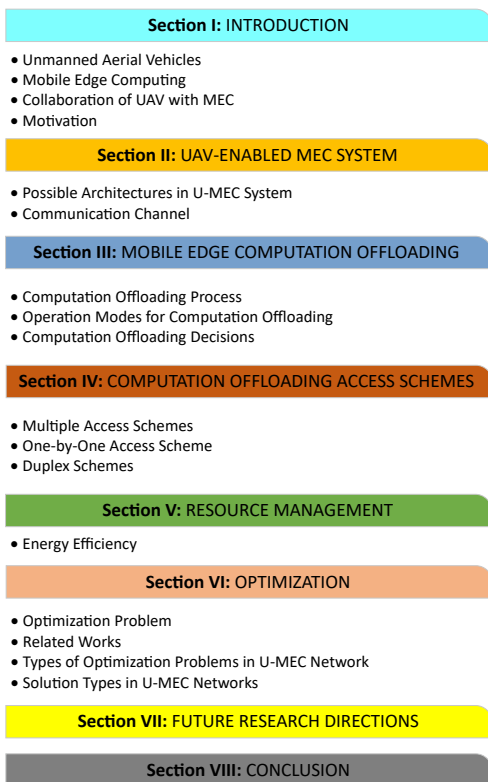 Section I: INTRODUCTION
• Unmanned Aerial Vehicles
• Mobile Edge Computing
• Collaboration of UAV with MEC
• Motivation
Section II: UAV-ENABLED MEC SYSTEM
• Possible Architectures in U-MEC System
• Communication Channel
Section III: MOBILE EDGE COMPUTATION OFFLOADING
• Computation Offloading Process
• Operation Modes for Computation Offloading
• Computation Offloading Decisions
Section IV: COMPUTATION OFFLOADING ACCESS SCHEMES
• Multiple Access Schemes
• One-by-One Access Scheme
• Duplex Schemes
Section V: RESOURCE MANAGEMENT
• Energy Efficiency
Section VI: OPTIMIZATION
• Optimization Problem
• Related Works
• Types of Optimization Problems in U-MEC Network
• Solution Types in U-MEC Networks
Section VII: FUTURE RESEARCH DIRECTIONS
Section VIII: CONCLUSION